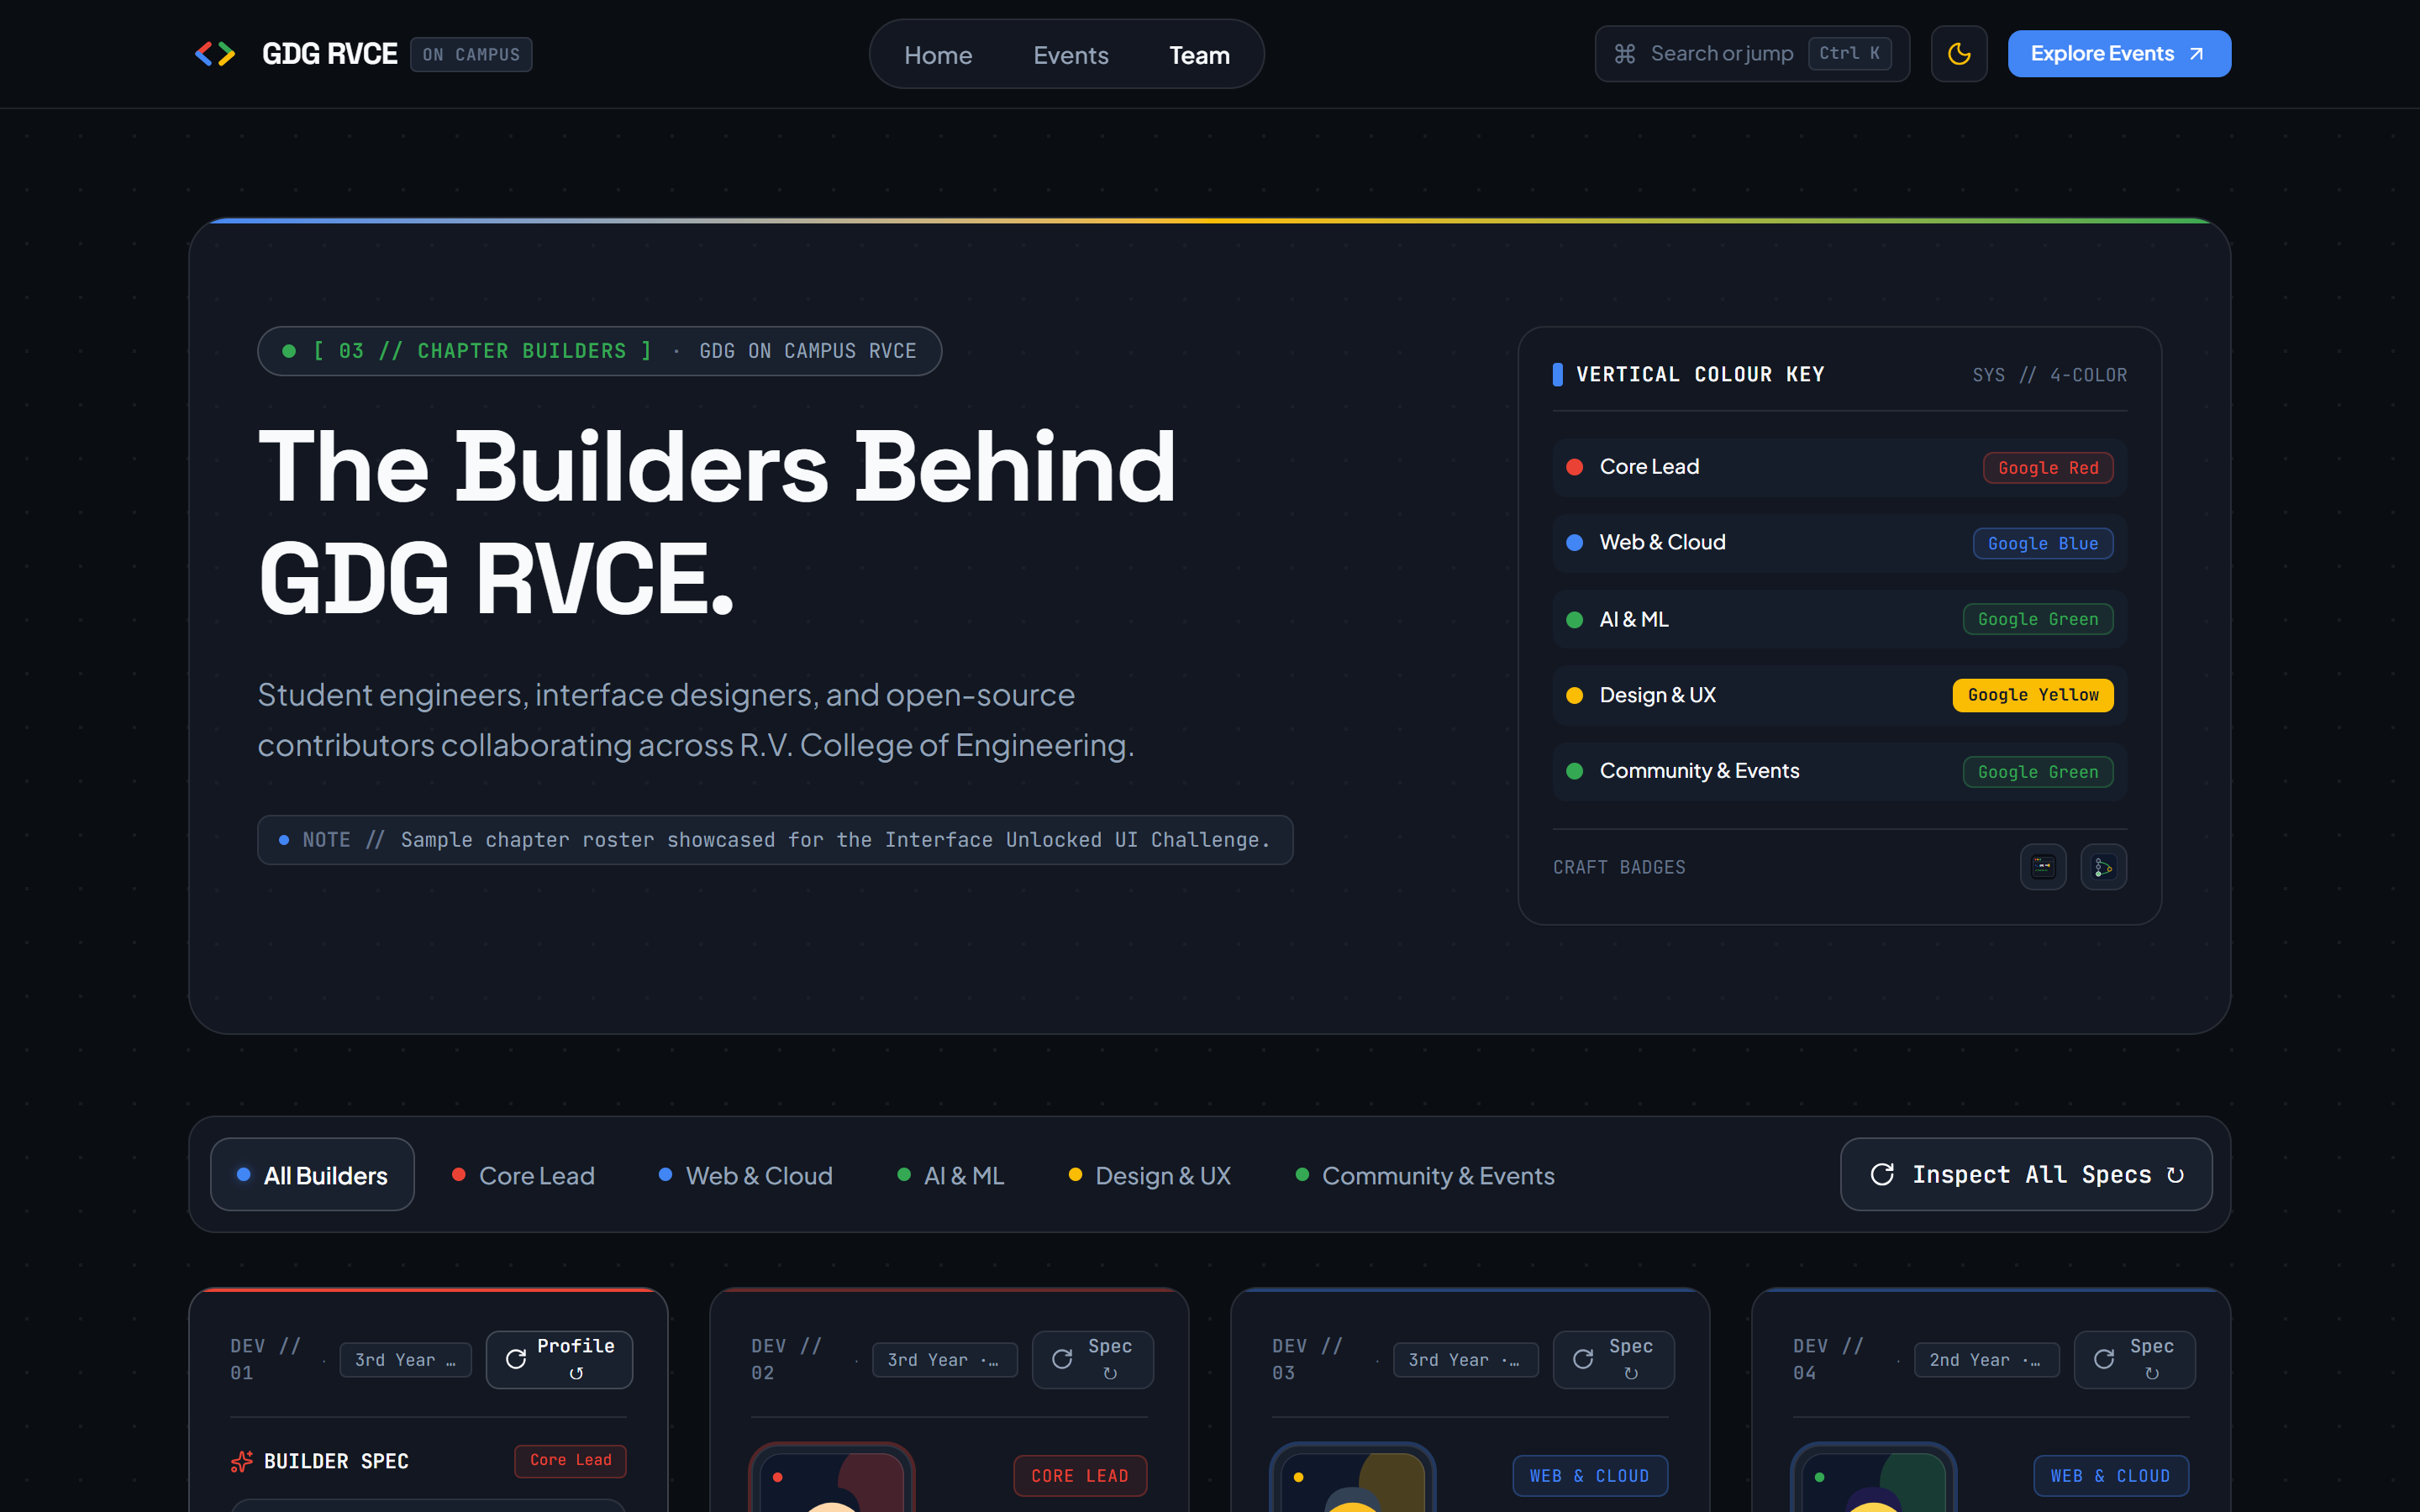 GDG RVCE ON CAMPUS
Home Events Team
Search or jump Ctrl K
Explore Events
[ 03 // CHAPTER BUILDERS ] · GDG ON CAMPUS RVCE
The Builders Behind
GDG RVCE.
Student engineers, interface designers, and open-source
contributors collaborating across R.V. College of Engineering.
NOTE // Sample chapter roster showcased for the Interface Unlocked UI Challenge.
VERTICAL COLOUR KEY SYS // 4-COLOR
Core Lead Google Red
Web & Cloud Google Blue
AI & ML Google Green
Design & UX Google Yellow
Community & Events Google Green
CRAFT BADGES
All Builders Core Lead Web & Cloud AI & ML Design & UX Community & Events Inspect All Specs ↻
DEV // 01 · 3rd Year … Profile ↺
BUILDER SPEC Core Lead
DEV // 02 · 3rd Year ·… Spec ↻
CORE LEAD
DEV // 03 · 3rd Year ·… Spec ↻
WEB & CLOUD
DEV // 04 · 2nd Year ·… Spec ↻
WEB & CLOUD